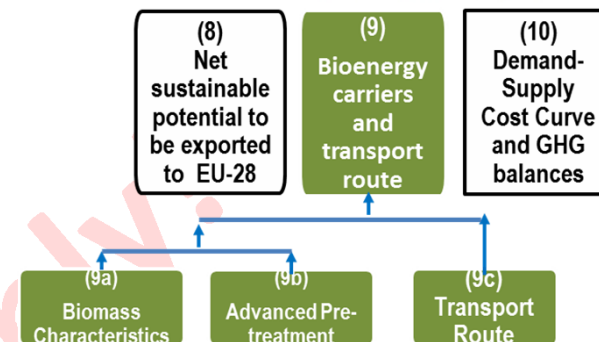 (8)
Net
sustainable
potential to
be exported
to EU-28
(9)
Bioenergy
carriers
and
transport
route
(10)
Demand-
Supply
Cost Curve
and GHG
balances
(9a)
Biomass
Characteristics
(9b)
Advanced Pre-
treatment
(9c)
Transport
Route